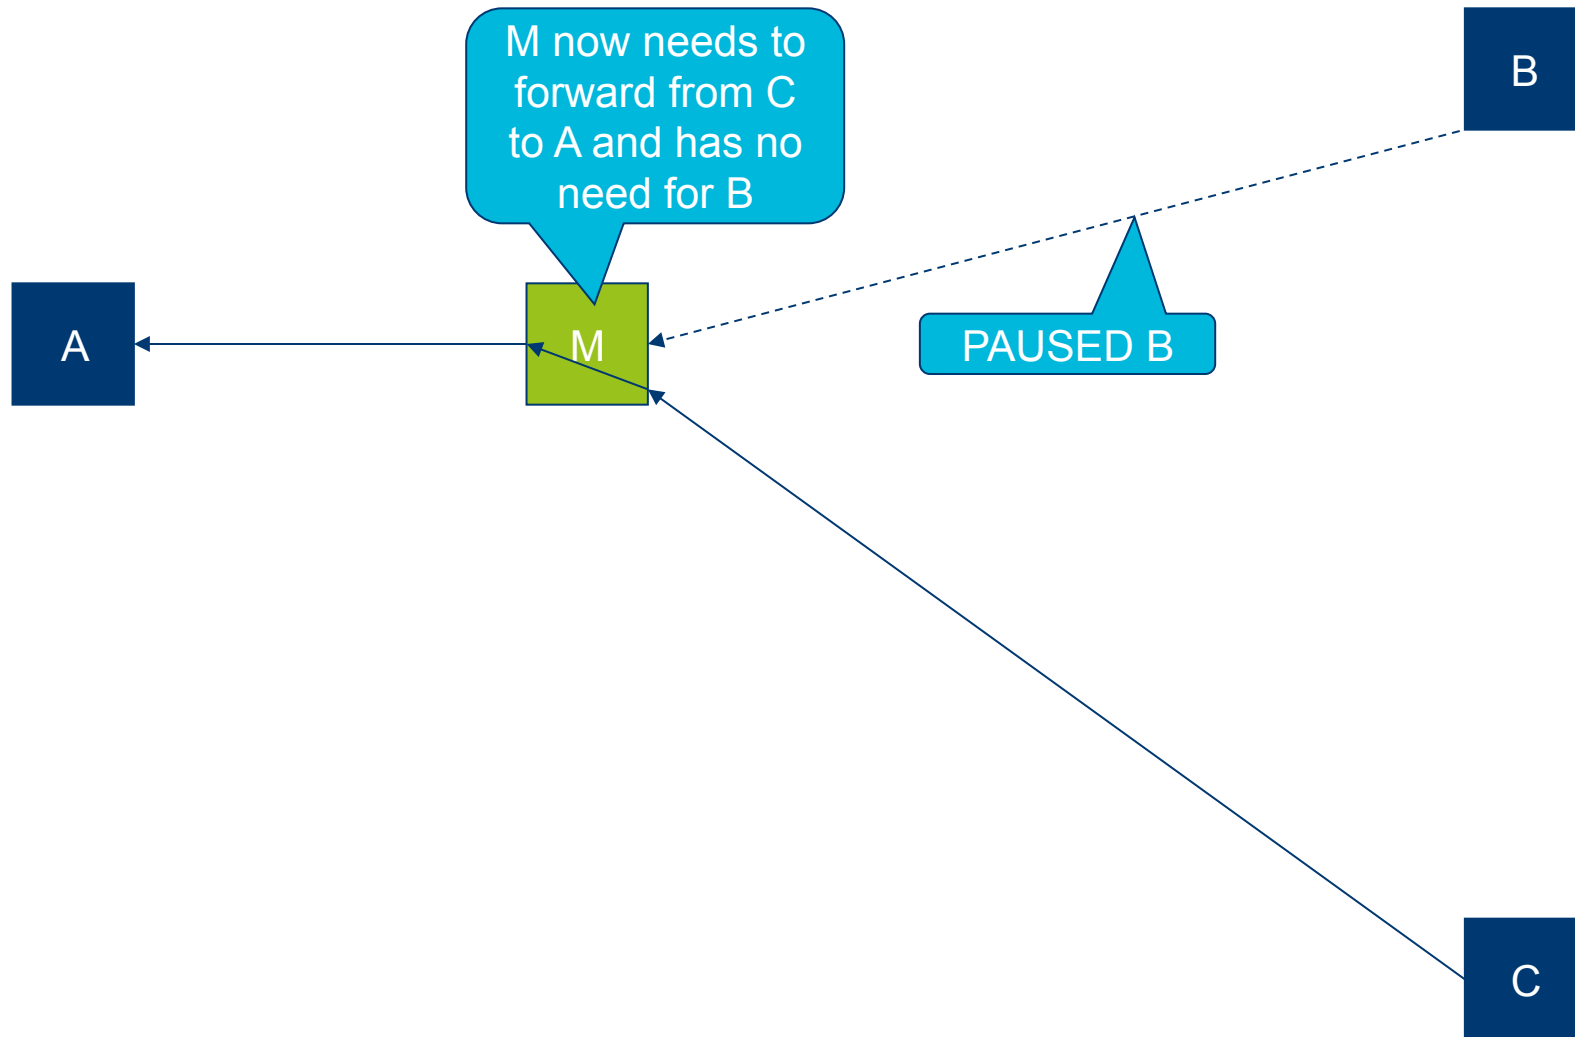 M now needs to
forward from C
to A and has no
need for B
B
A
M
PAUSED B
C